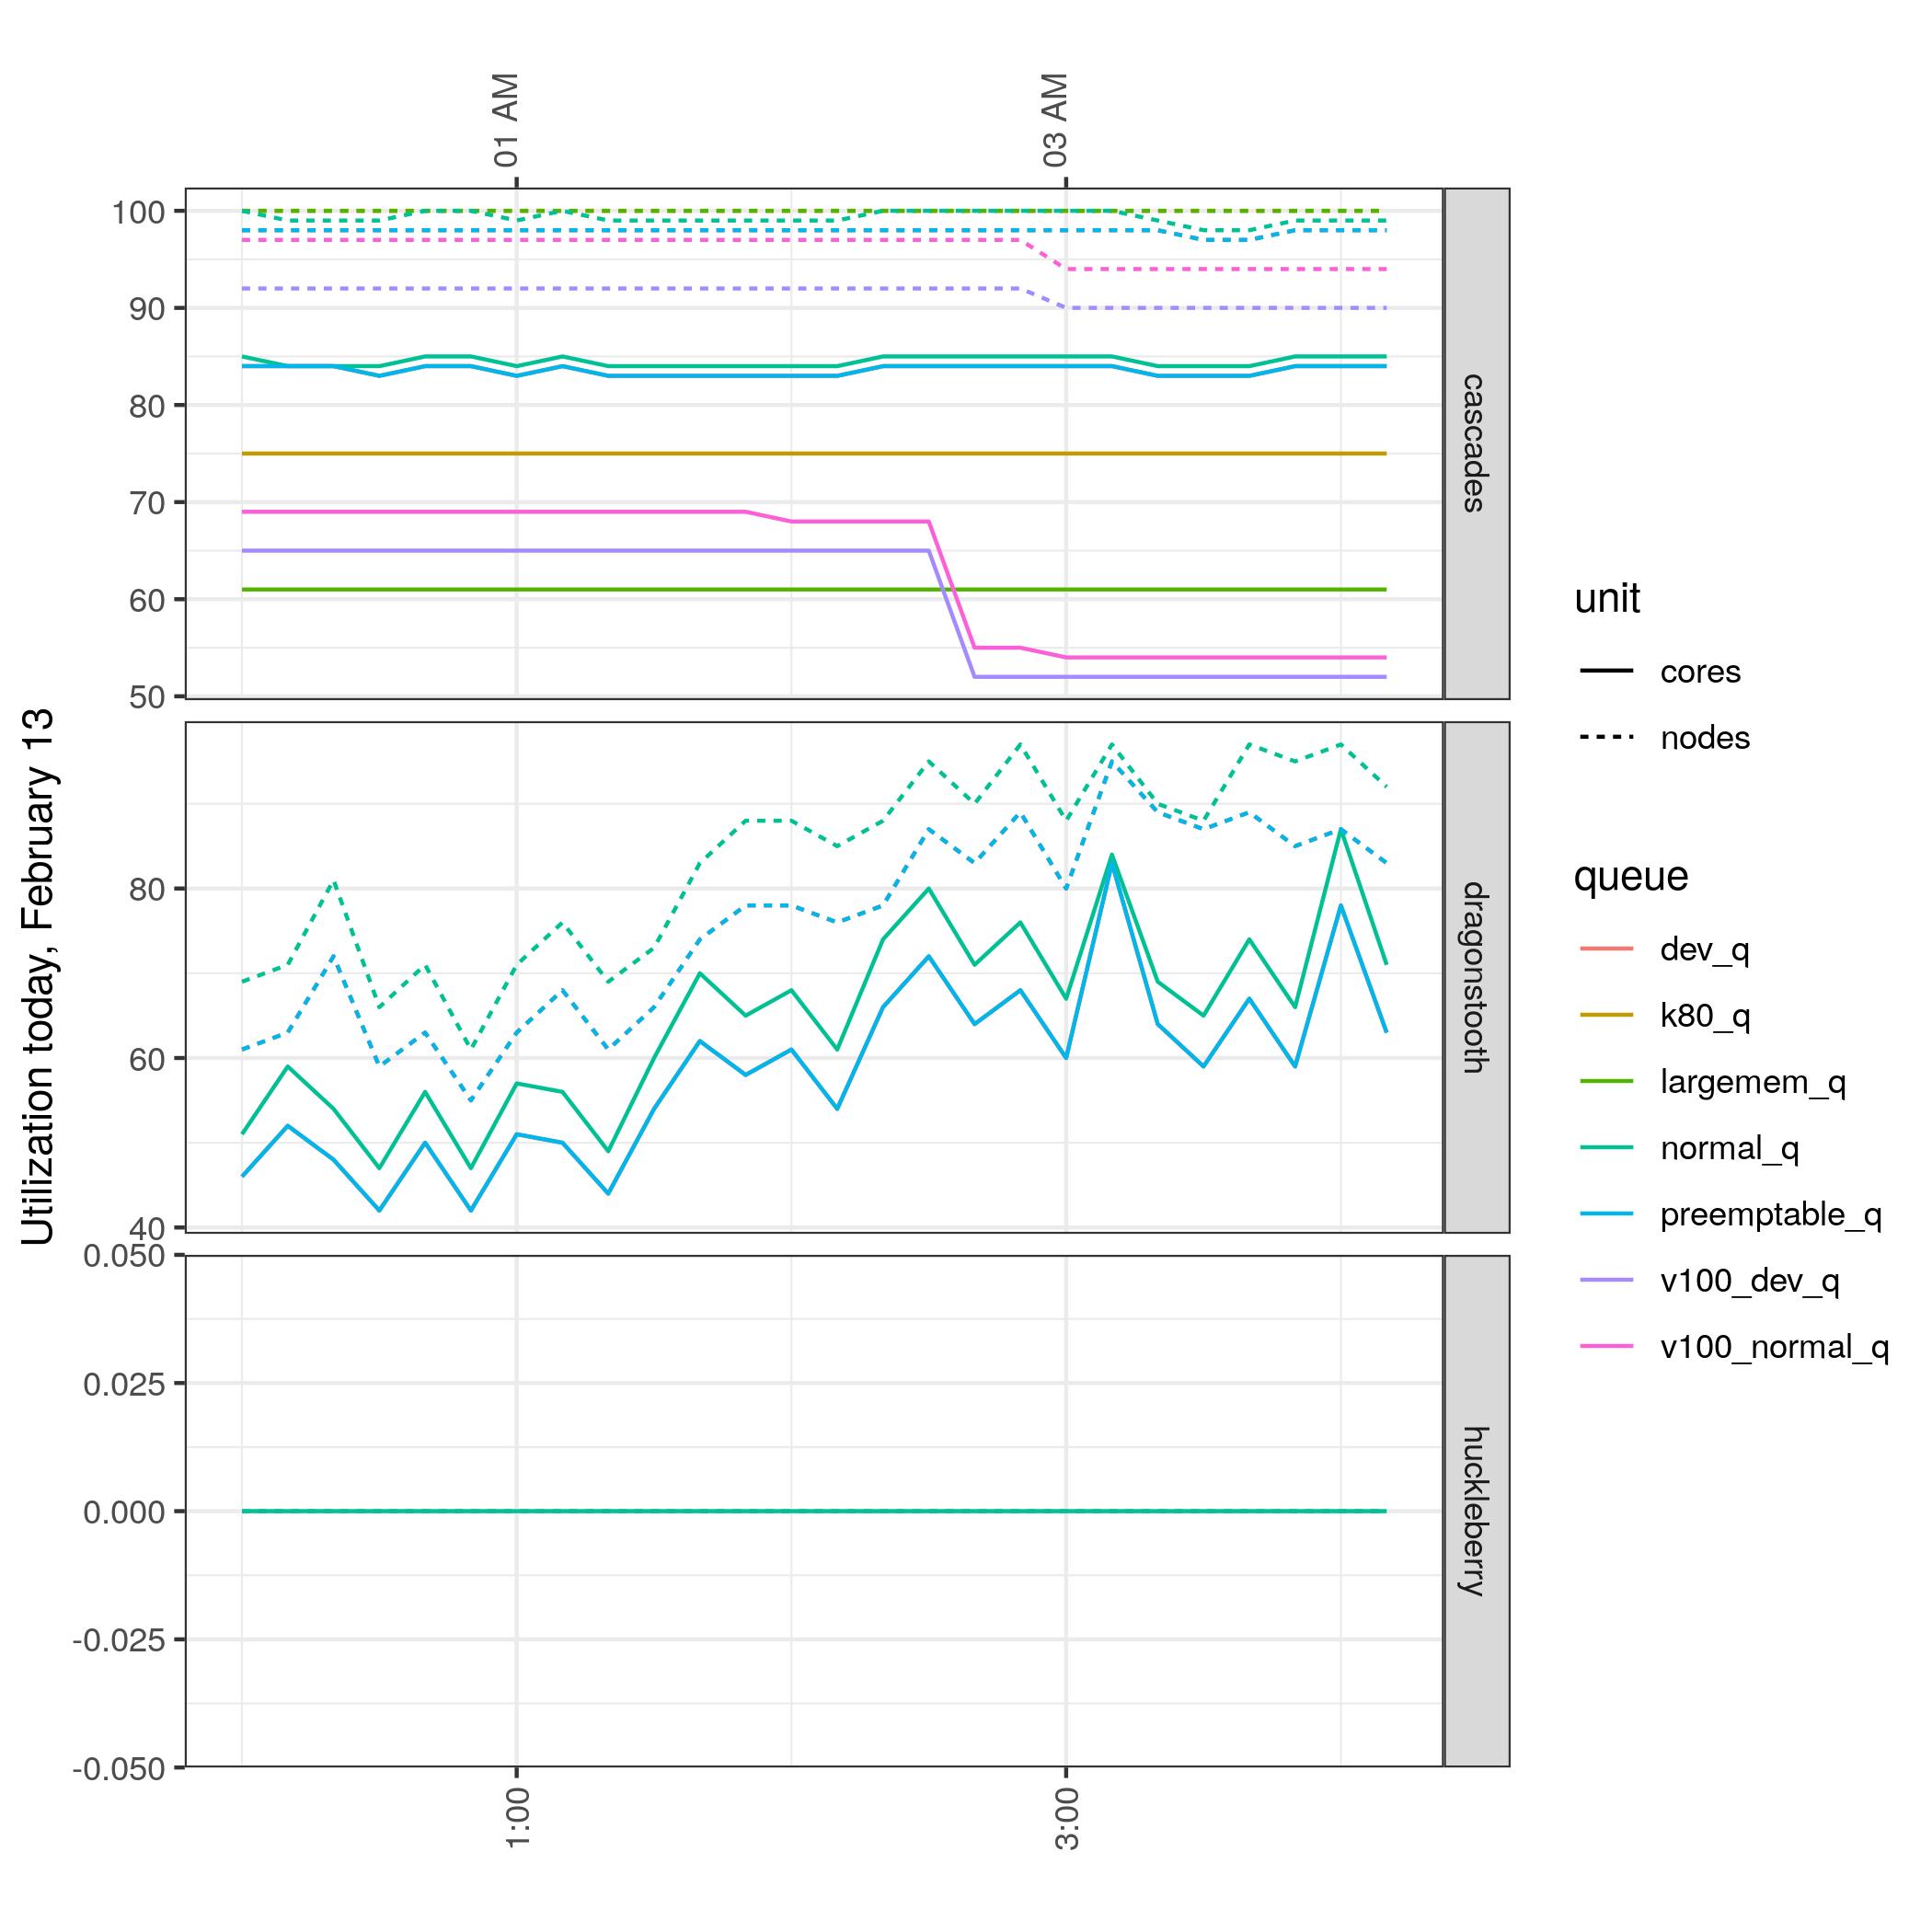 01 AM
03 AM
100
90
80
70
60
50
cascades
80
60
40
dragonstooth
0.050
0.025
0.000
-0.025
-0.050
huckleberry
1:00
3:00
Utilization today, February 13
unit
cores
nodes
queue
dev_q
k80_q
largemem_q
normal_q
preemptable_q
v100_dev_q
v100_normal_q